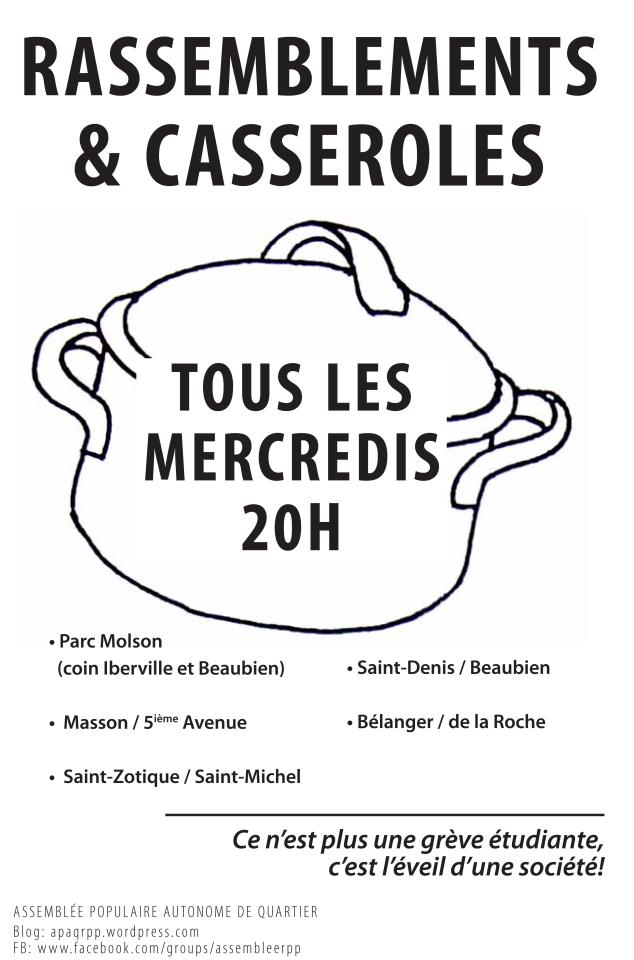 RASSEMBLEMENTS
& CASSEROLES
TOUS LES
MERCREDIS
20H
• Parc Molson
(coin Iberville et Beaubien)
• Masson / 5ième Avenue
• Saint-Zotique / Saint-Michel
• Saint-Denis / Beaubien
• Bélanger / de la Roche
Ce n’est plus une grève étudiante,
c’est l’éveil d’une société!
ASSEMBLÉE POPULAIRE AUTONOME DE QUARTIER
Blog: apaqrpp.wordpress.com
FB: www.facebook.com/groups/assembleerpp